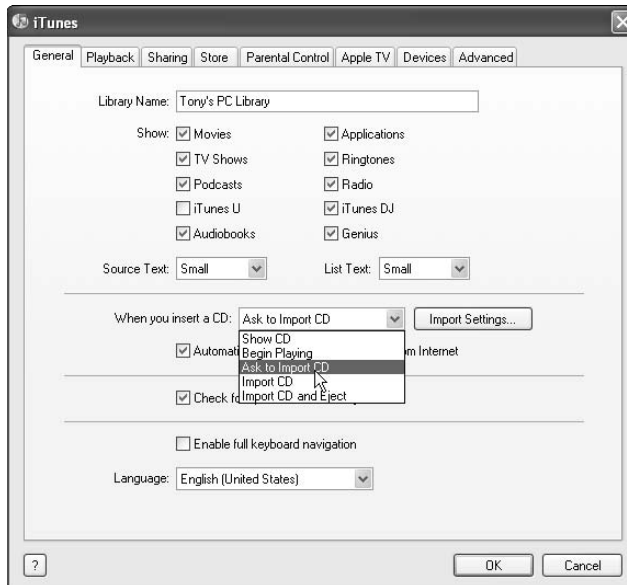 iTunes
General Playback Sharing Store Parental Control Apple TV Devices Advanced
Library Name: Tony's PC Library
Show: Movies Applications
TV Shows Ringtones
Podcasts Radio
iTunes U iTunes DJ
Audiobooks Genius
Source Text: Small List Text: Small
When you insert a CD: Ask to Import CD Import Settings...
Show CD
Automati Begin Playing m Internet
Ask to Import CD
Import CD
Check fo Import CD and Eject
Enable full keyboard navigation
Language: English (United States)
? OK Cancel